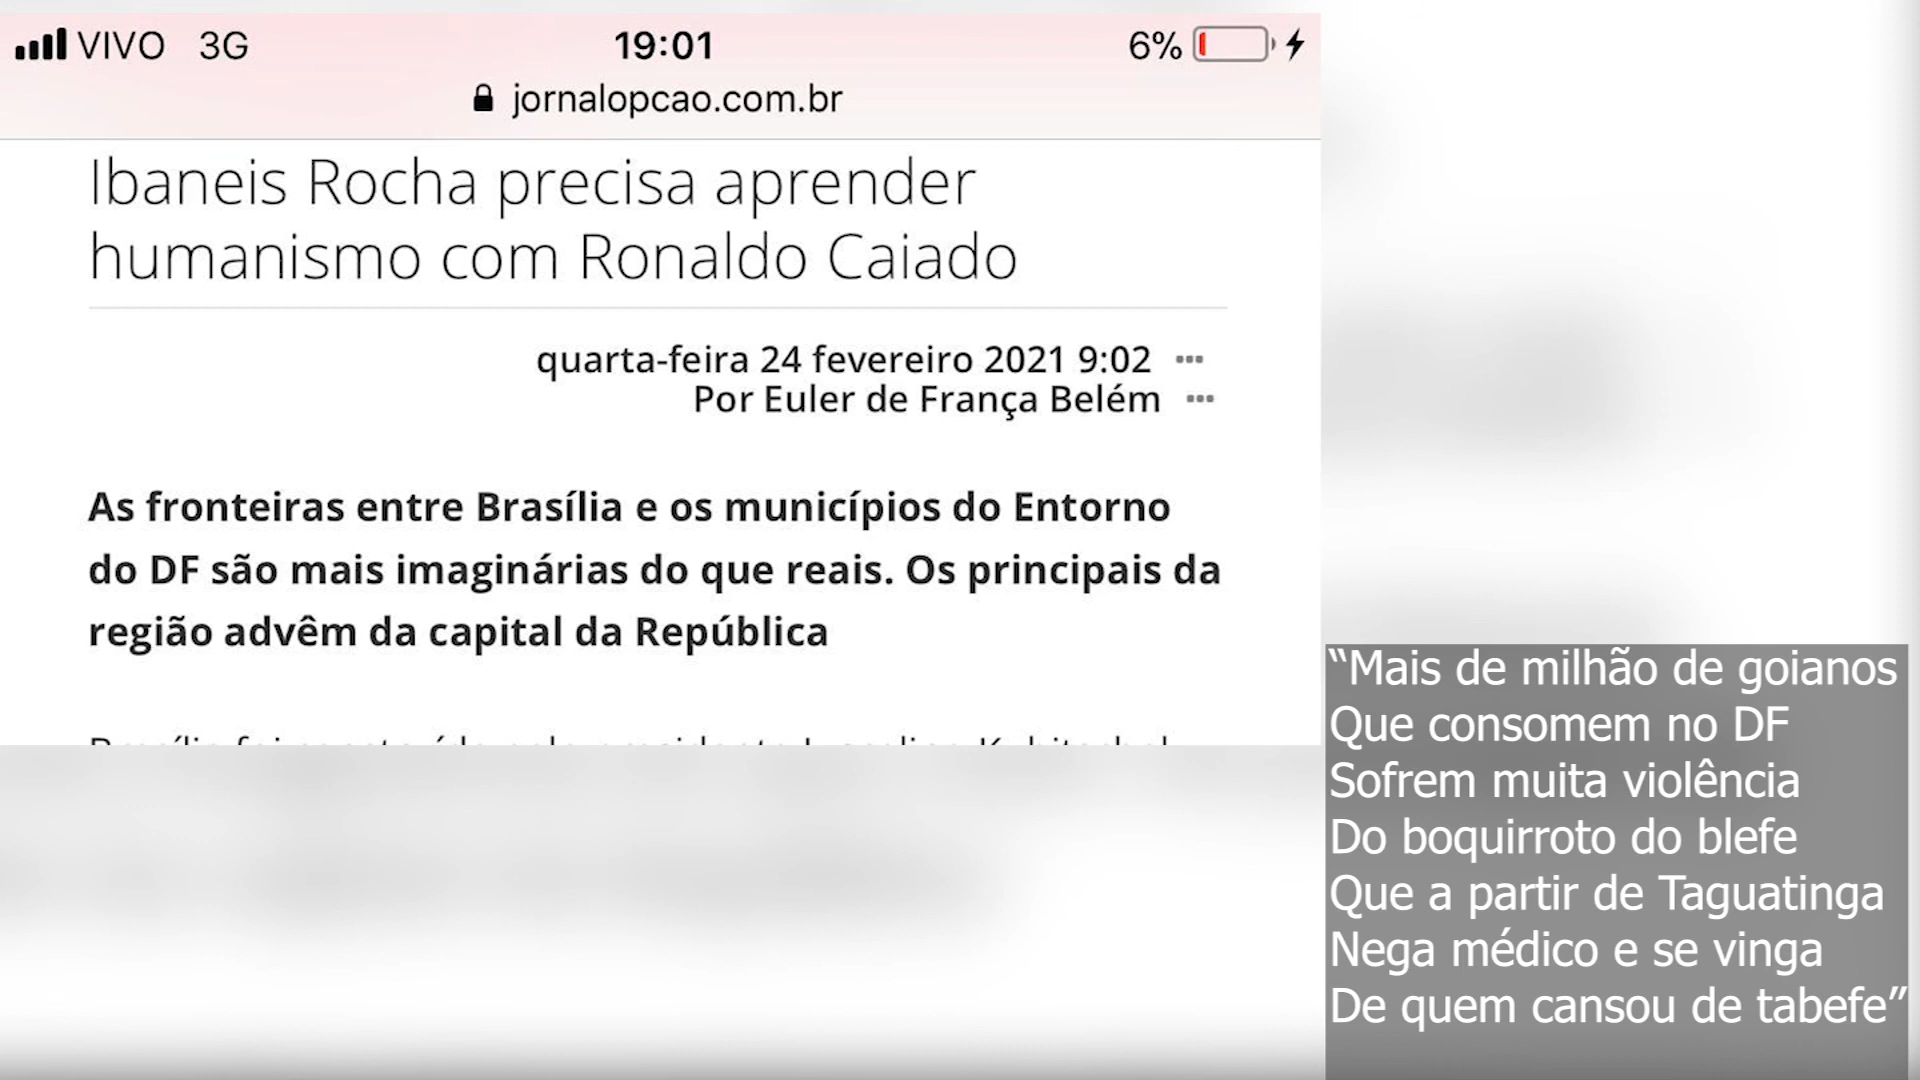 VIVO 3G 19:01 6%
jornalopcao.com.br
Ibaneis Rocha precisa aprender
humanismo com Ronaldo Caiado
quarta-feira 24 fevereiro 2021 9:02
Por Euler de França Belém
As fronteiras entre Brasília e os municípios do Entorno
do DF são mais imaginárias do que reais. Os principais da
região advêm da capital da República
“Mais de milhão de goianos
Que consomem no DF
Sofrem muita violência
Do boquirroto do blefe
Que a partir de Taguatinga
Nega médico e se vinga
De quem cansou de tabefe”